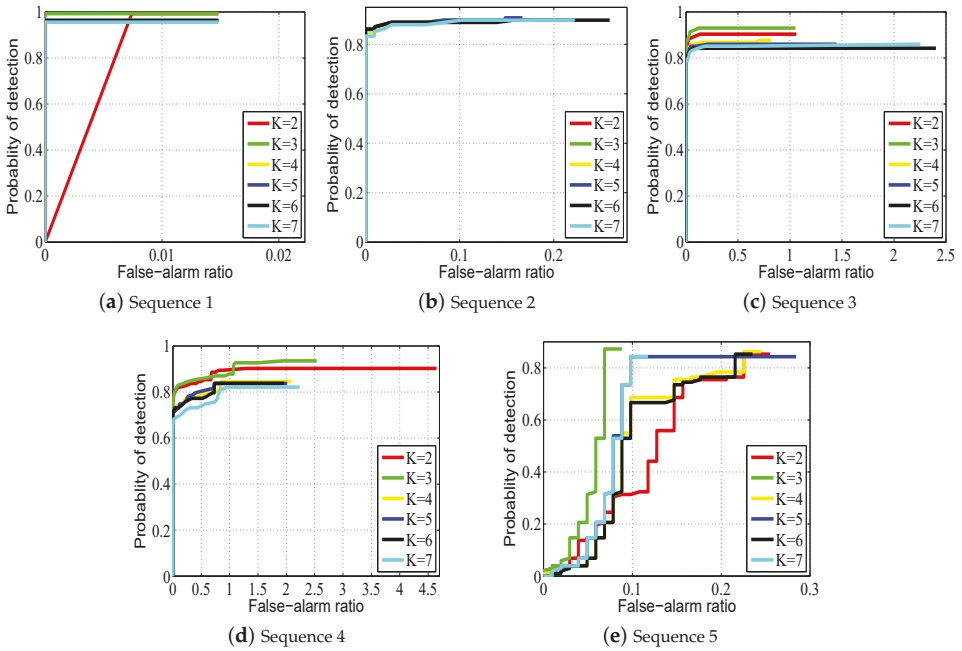 Probablity of detection
1
0.8
0.6
0.4
0.2
0
0
0.01
0.02
False−alarm ratio
K=2
K=3
K=4
K=5
K=6
K=7
(a) Sequence 1
Probablity of detection
0.8
0.6
0.4
0.2
0
0
0.1
0.2
False−alarm ratio
K=2
K=3
K=4
K=5
K=6
K=7
(b) Sequence 2
Probablity of detection
1
0.8
0.6
0.4
0.2
0
0
0.5
1
1.5
2
2.5
False−alarm ratio
K=2
K=3
K=4
K=5
K=6
K=7
(c) Sequence 3
Probablity of detection
1
0.8
0.6
0.4
0.2
0
0
0.5
1
1.5
2
2.5
3
3.5
4
4.5
False−alarm ratio
K=2
K=3
K=4
K=5
K=6
K=7
(d) Sequence 4
Probablity of detection
0.8
0.6
0.4
0.2
0
0
0.1
0.2
0.3
False−alarm ratio
K=2
K=3
K=4
K=5
K=6
K=7
(e) Sequence 5